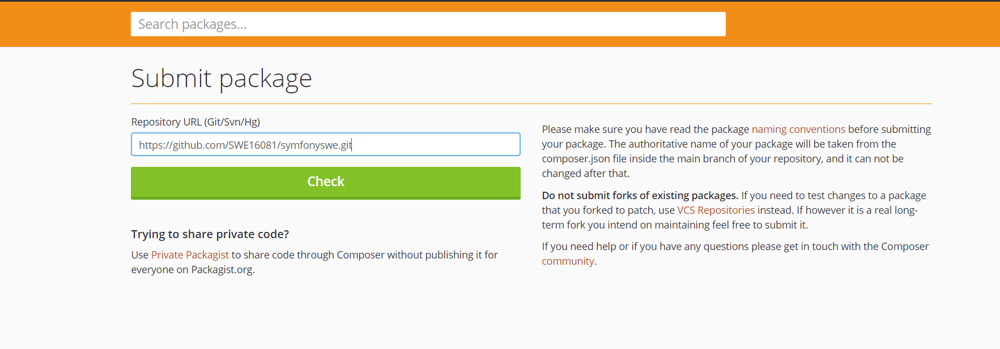 Search packages...
Submit package
Repository URL (Git/Svn/Hg)
https://github.com/SWE16081/symfonyswe.git
Check
Trying to share private code?
Use Private Packagist to share code through Composer without publishing it for
everyone on Packagist.org.
Please make sure you have read the package naming conventions before submitting
your package. The authoritative name of your package will be taken from the
composer.json file inside the main branch of your repository, and it can not be
changed after that.
Do not submit forks of existing packages. If you need to test changes to a package
that you forked to patch, use VCS Repositories instead. If however it is a real long-
term fork you intend on maintaining feel free to submit it.
If you need help or if you have any questions please get in touch with the Composer
community.